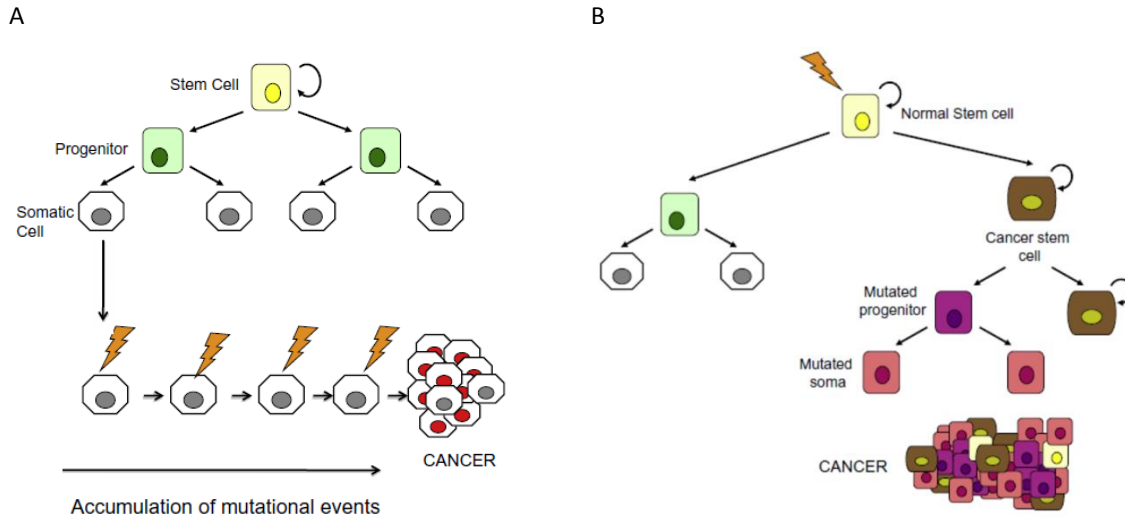 A
Stem Cell
Progenitor
Somatic
Cell
CANCER
Accumulation of mutational events
B
Normal Stem cell
Cancer stem
cell
Mutated
progenitor
Mutated
soma
CANCER